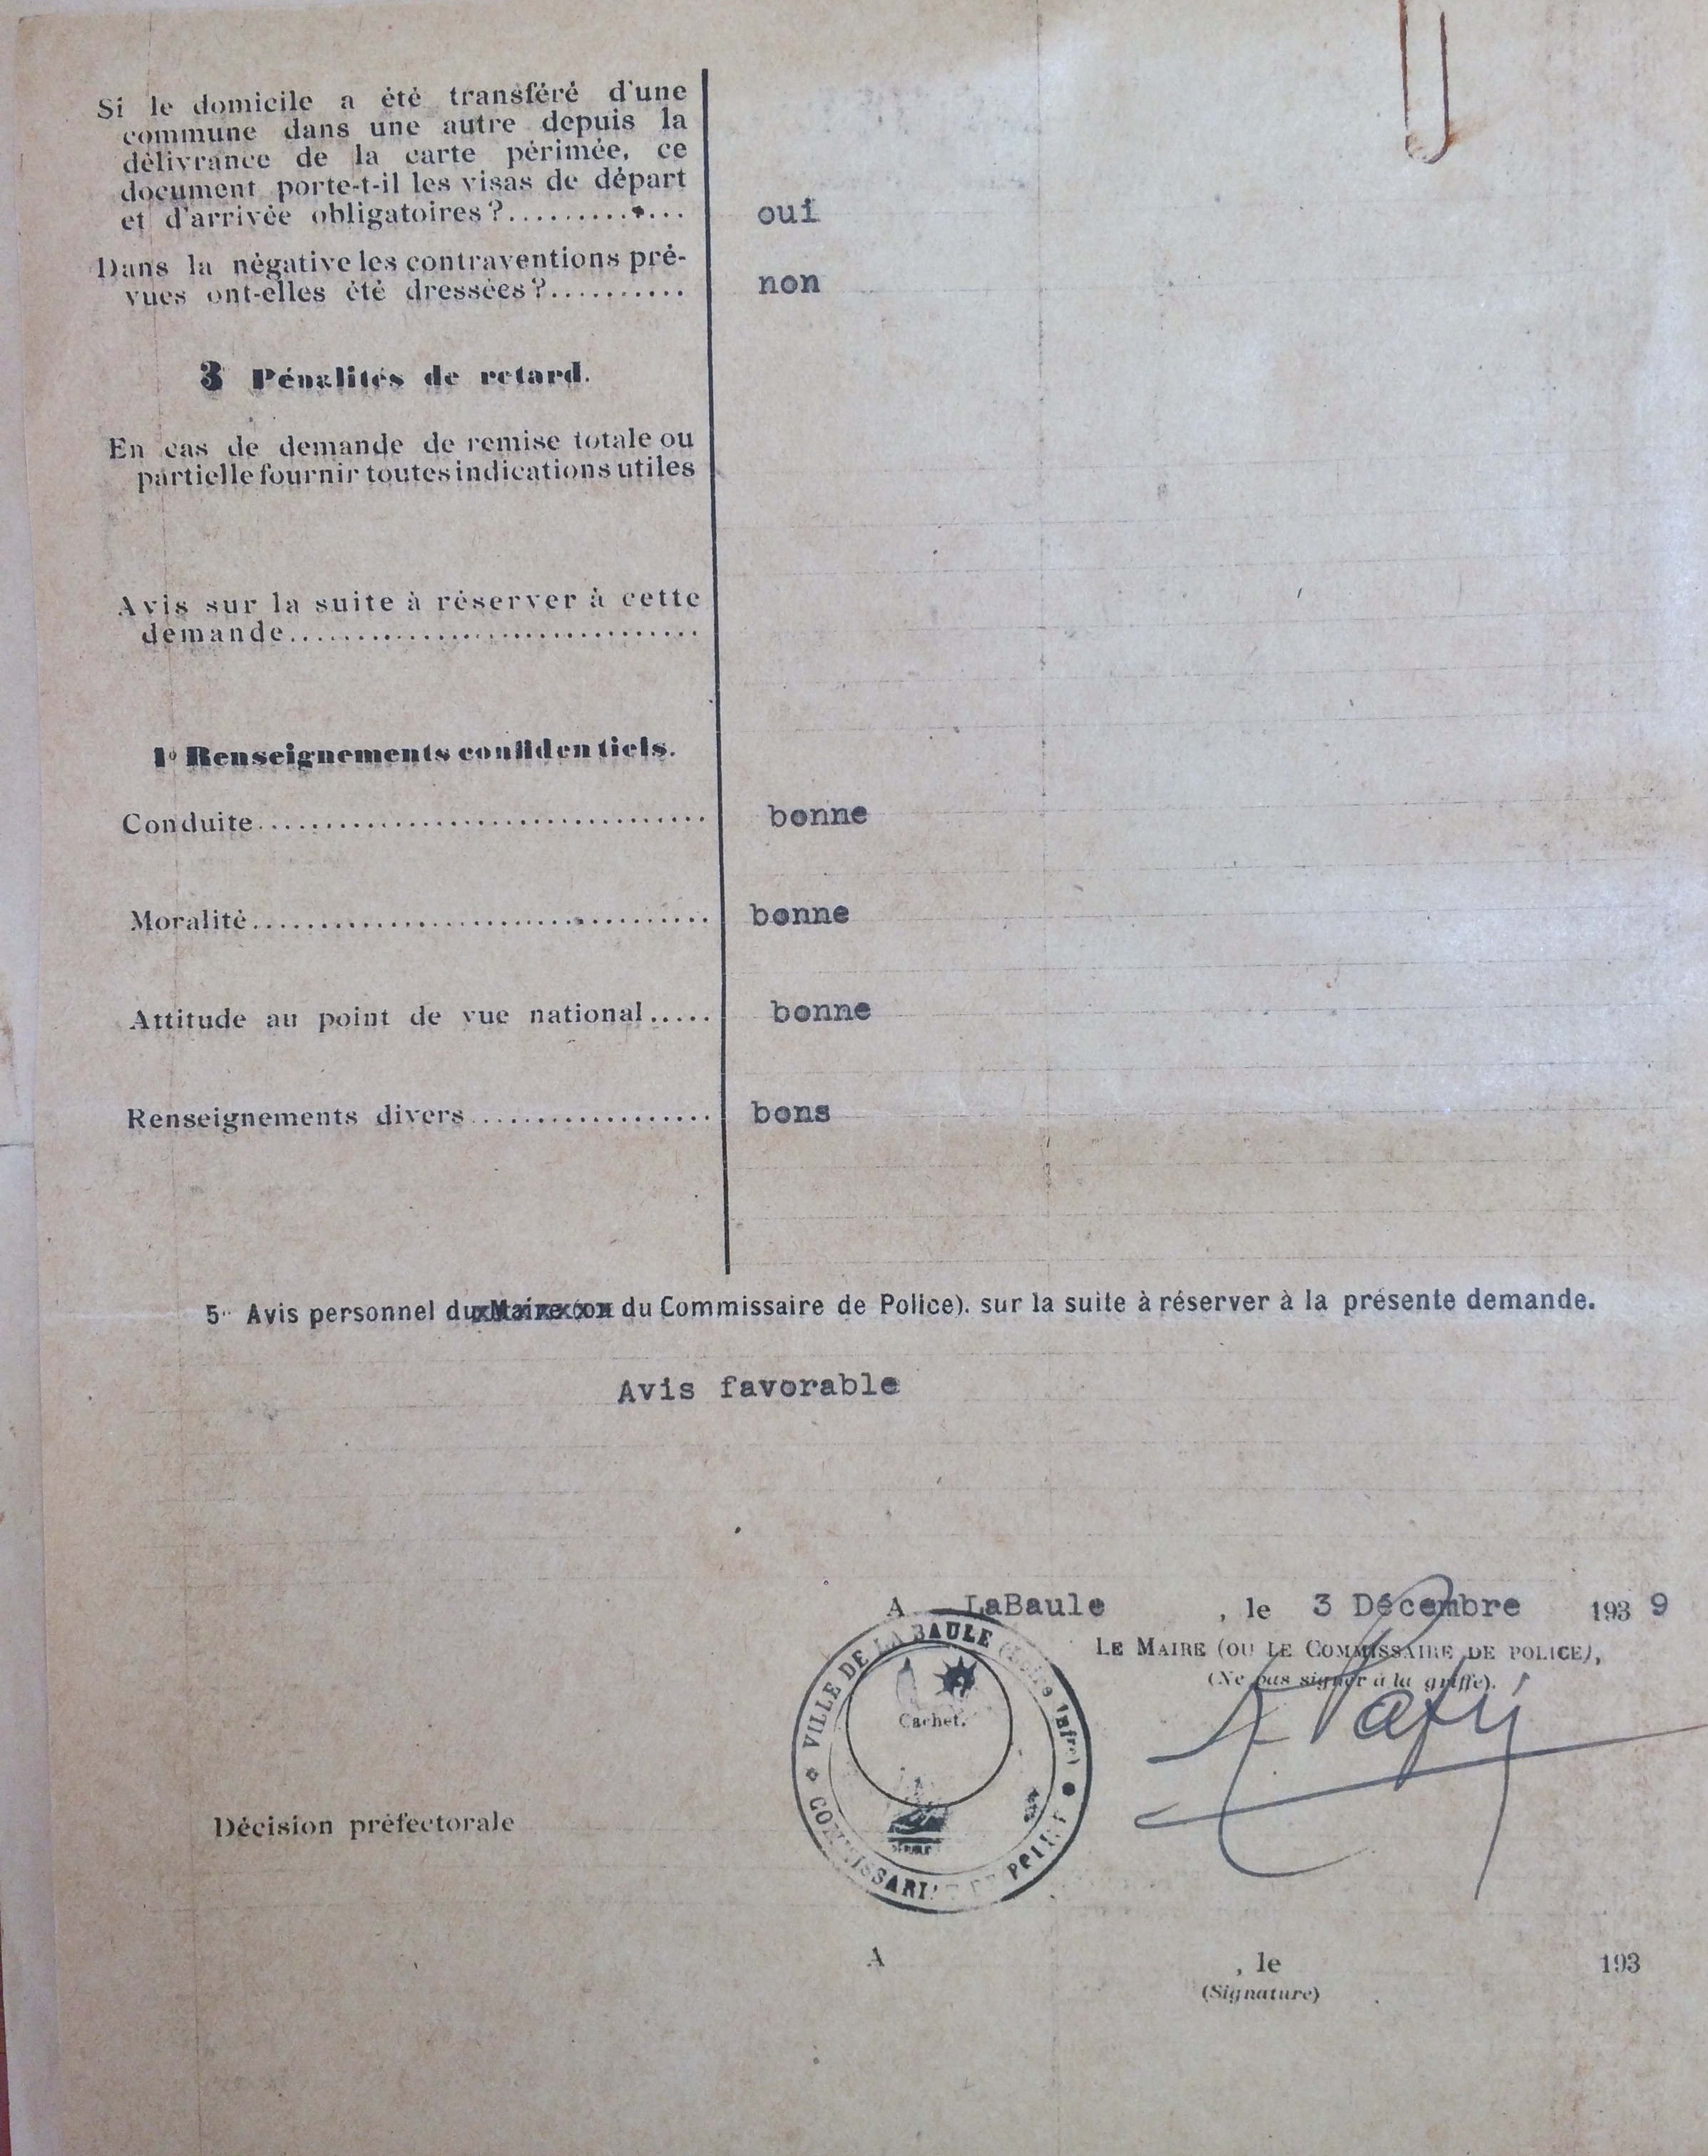 Si le domicile a été transféré d'une
commune dans une autre depuis la
délivrance de la carte périmée, ce
document porte-t-il les visas de départ
et d'arrivée obligatoires ?............. oui
Dans la négative les contraventions pré-
vues ont-elles été dressées ?.......... non
3 Pénalités de retard.
En cas de demande de remise totale ou
partielle fournir toutes indications utiles
Avis sur la suite à réserver à cette
demande...............................
1o Renseignements confidentiels.
Conduite.................................. bonne
Moralité.................................. bonne
Attitude au point de vue national..... bonne
Renseignements divers.................. bons
5o Avis personnel du Maire (ou du Commissaire de Police). sur la suite à réserver à la présente demande.
Avis favorable
A LaBaule , le 3 Décembre 1939
LE MAIRE (OU LE COMMISSAIRE DE POLICE),
(Ne pas signer à la griffe).
VILLE DE LA BAULE (Loire Infre)
Cachet.
COMMISSARIAT DE POLICE
Décision préfectorale
A , le 193
(Signature)